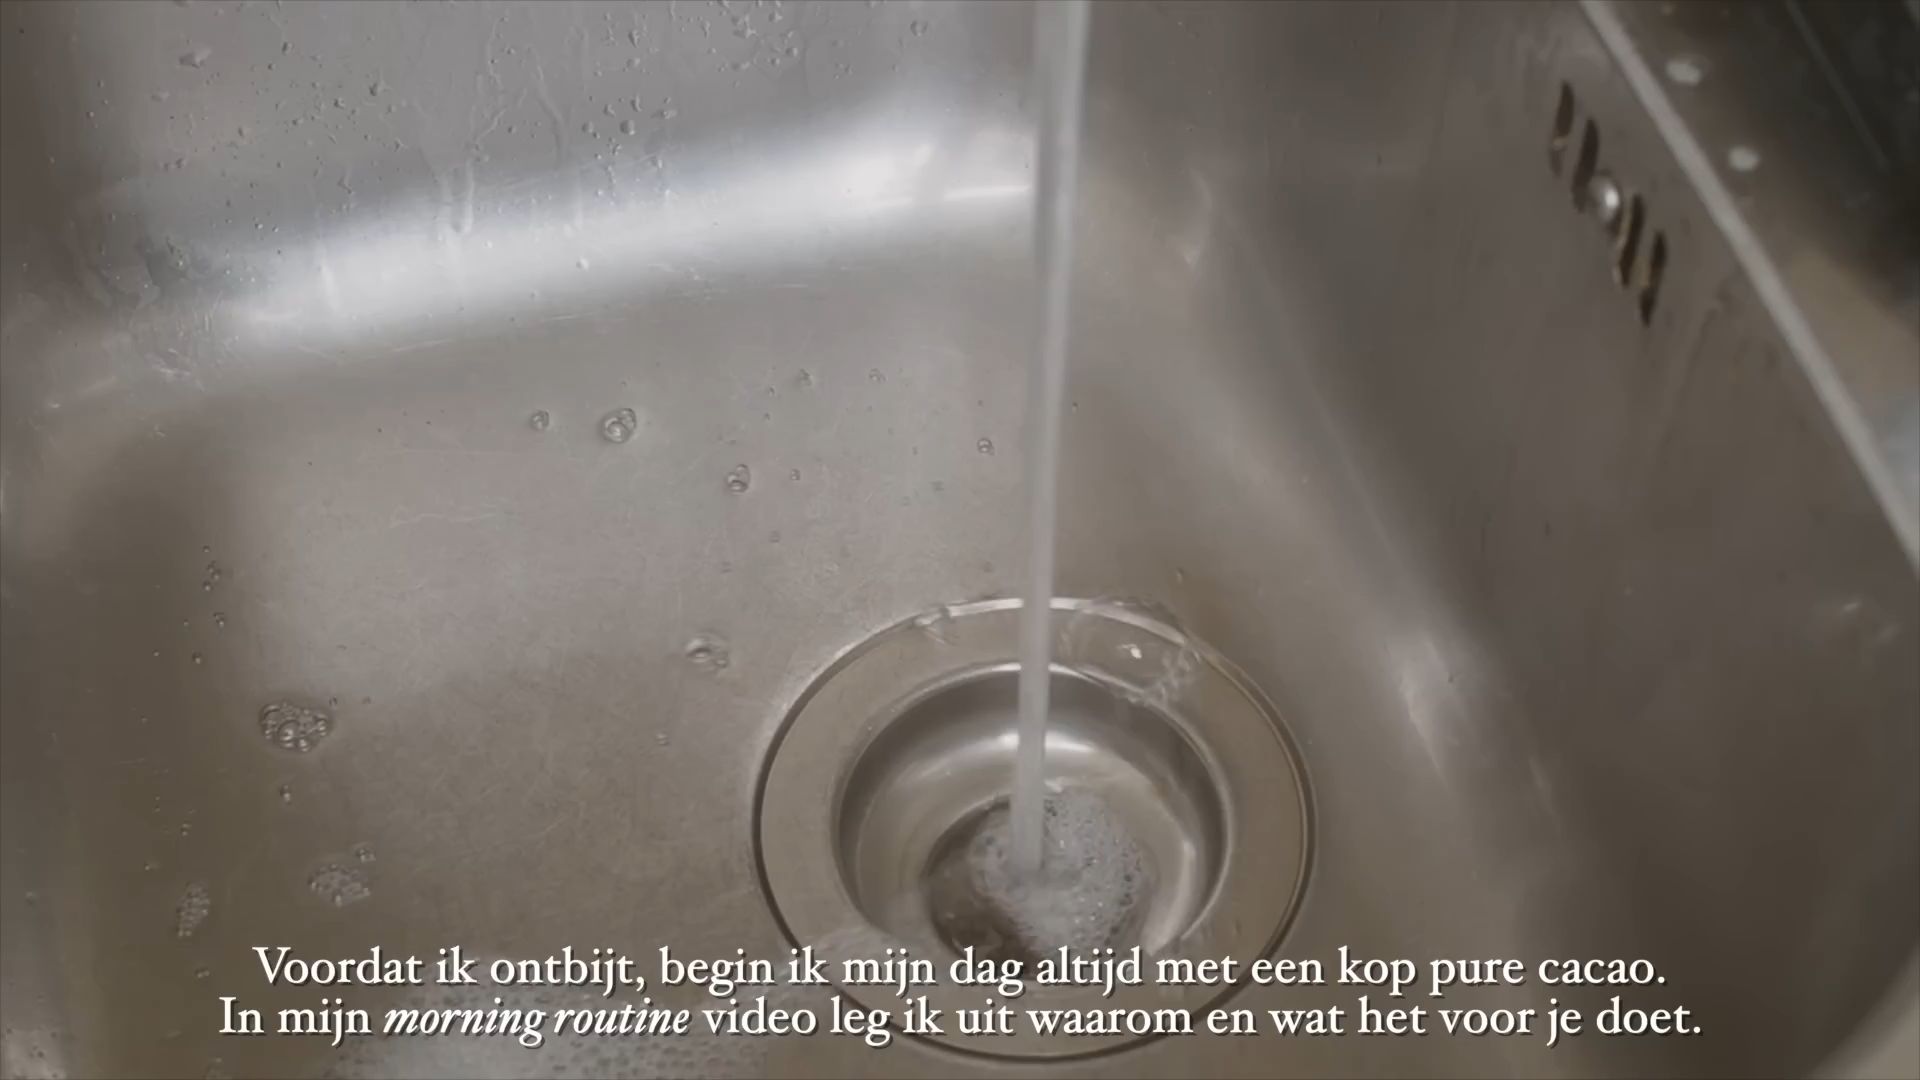 Voordat ik ontbijt, begin ik mijn dag altijd met een kop pure cacao.
In mijn morning routine video leg ik uit waarom en wat het voor je doet.